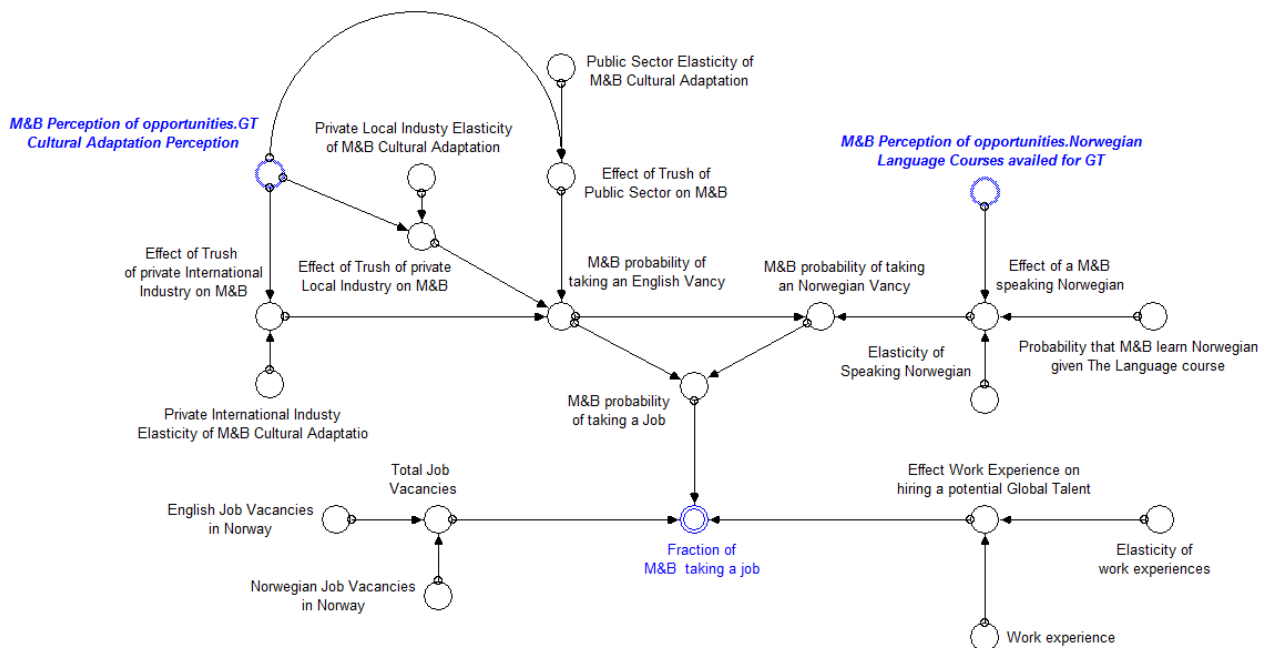 Public Sector Elasticity of
M&B Cultural Adaptation
M&B Perception of opportunities.GT
Cultural Adaptation Perception
Private Local Industy Elasticity
of M&B Cultural Adaptation
M&B Perception of opportunities.Norwegian
Language Courses availed for GT
Effect of Trush of
Public Sector on M&B
Effect of Trush
of private International
Industry on M&B
Effect of Trush of private
Local Industry on M&B
M&B probability of
taking an English Vancy
M&B probability of taking
an Norwegian Vancy
Effect of a M&B
speaking Norwegian
Elasticity of
Speaking Norwegian
Probability that M&B learn Norwegian
given The Language course
Private International Industy
Elasticity of M&B Cultural Adaptatio
M&B probability
of taking a Job
Total Job
Vacancies
Effect Work Experience on
hiring a potential Global Talent
English Job Vacancies
in Norway
Fraction of
M&B  taking a job
Elasticity of
work experiences
Norwegian Job Vacancies
in Norway
Work experience